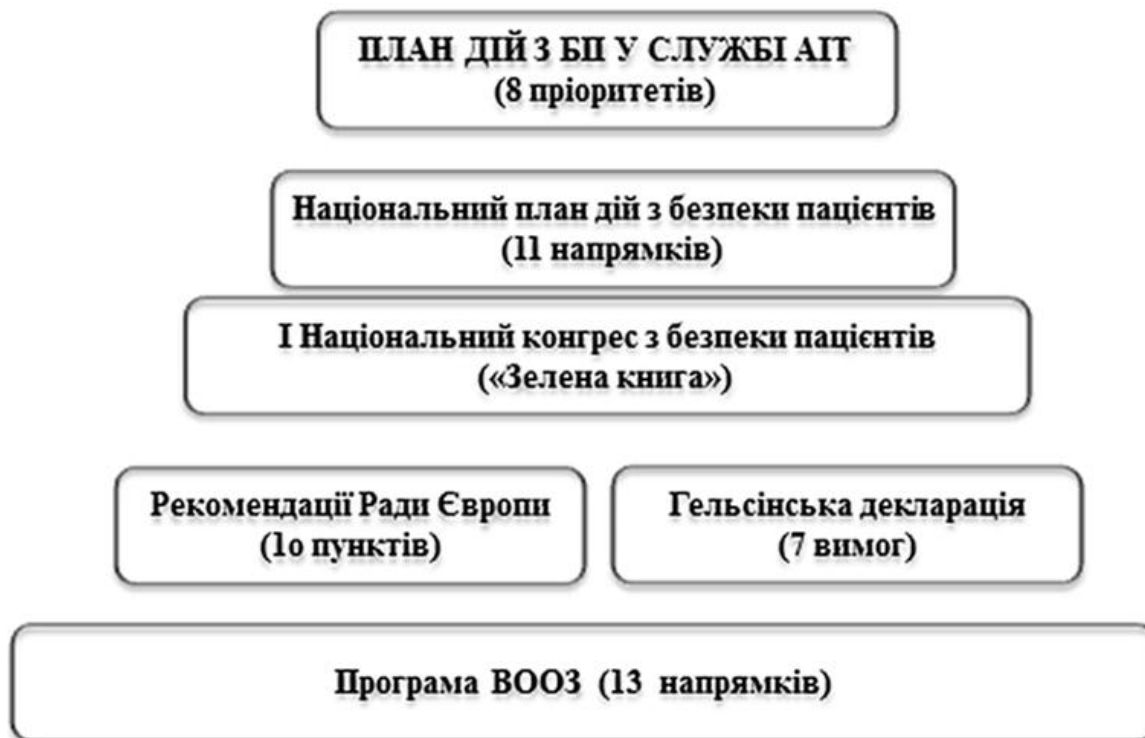 ПЛАН ДІЙ З БП У СЛУЖБІ АІТ
(8 пріоритетів)
Національний план дій з безпеки пацієнтів
(11 напрямків)
І Національний конгрес з безпеки пацієнтів
(«Зелена книга»)
Рекомендації Ради Європи
(1о пунктів)
Гельсінська декларація
(7 вимог)
Програма ВООЗ (13 напрямків)